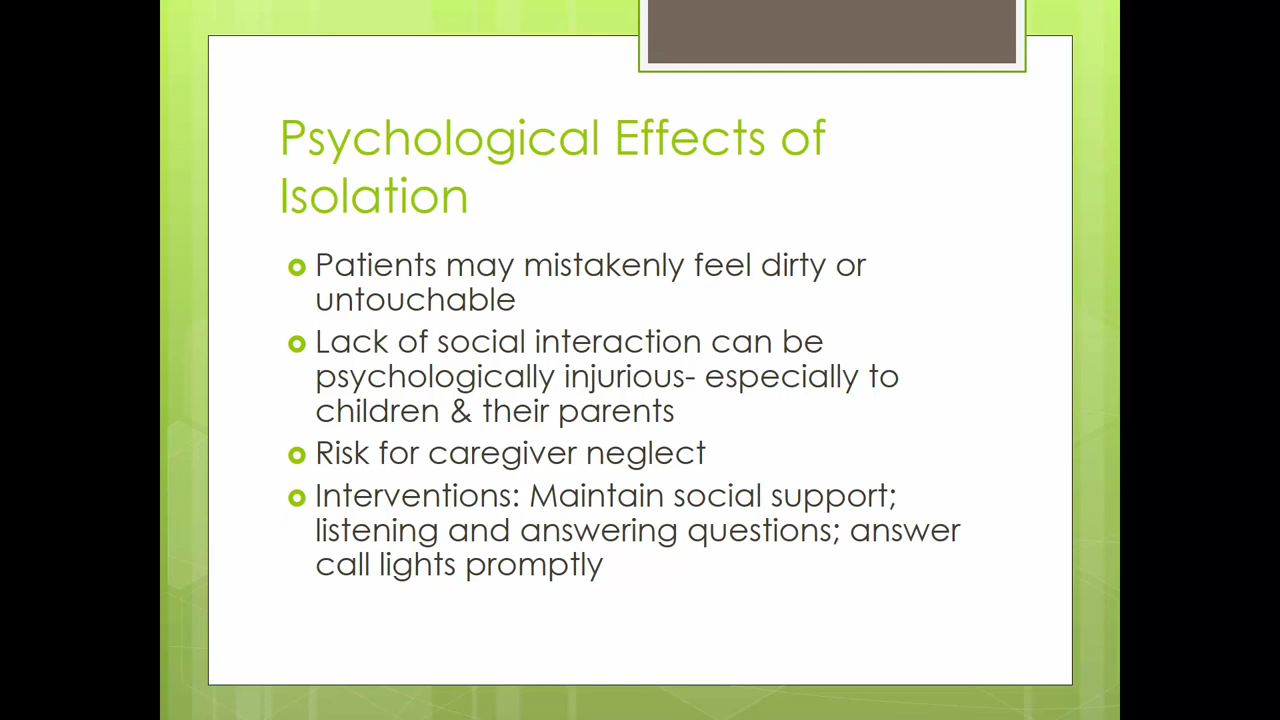 Psychological Effects of
Isolation
Patients may mistakenly feel dirty or
untouchable
Lack of social interaction can be
psychologically injurious- especially to
children & their parents
Risk for caregiver neglect
Interventions: Maintain social support;
listening and answering questions; answer
call lights promptly